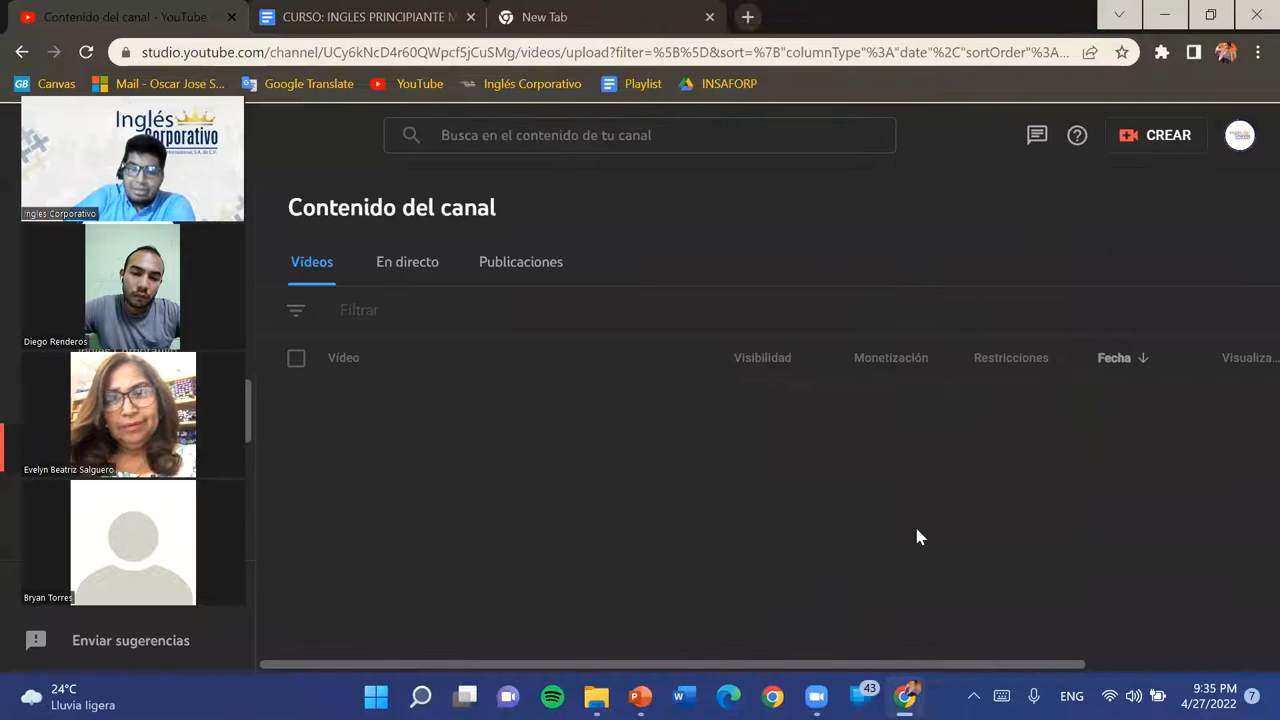 Contenido del canal - YouTube
CURSO: INGLES PRINCIPIANTE M
New Tab
studio.youtube.com/channel/UCy6kNcD4r60QWpcf5jCuSMg/videos/upload?filter=%5B%5D&sort=%7B"columnType"%3A"date"%2C"sortOrder"%3A...
Canvas
Mail - Oscar Jose S...
Google Translate
YouTube
Inglés Corporativo
Playlist
INSAFORP
Inglés
Corporativo
Ingles Corporativo
Diego Renderos
Evelyn Beatriz Salguero
Bryan Torres
Enviar sugerencias
Busca en el contenido de tu canal
CREAR
Contenido del canal
Vídeos En directo Publicaciones
Filtrar
Vídeo Visibilidad Monetización Restricciones Fecha Visualiza...
24°C
Lluvia ligera
43
ENG
9:35 PM
4/27/2022
7